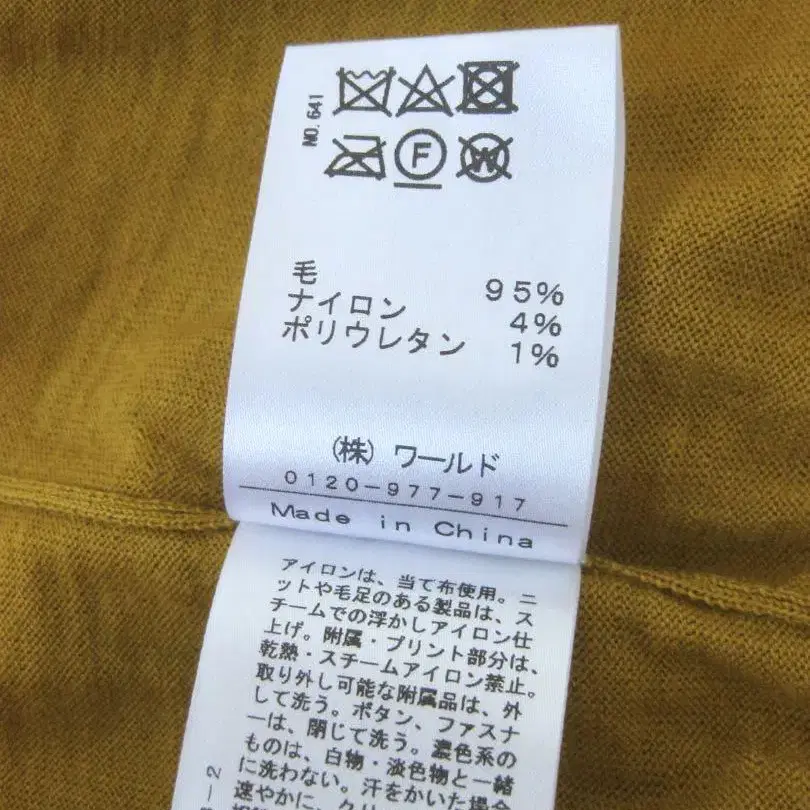 NO.641
F
W
毛 95%
ナイロン 4%
ポリウレタン 1%
(株) ワールド
0120-977-917
Made in China
アイロンは、当て布使用。ニ
ットや毛足のある製品は、ス
チームでの浮かしアイロン仕
上げ。附属・プリント部分は、
乾熱・スチームアイロン禁止。
取り外し可能な附属品は、外
して洗う。ボタン、ファスナ
ーは、閉じて洗う。濃色系の
ものは、白物・淡色物と一緒
に洗わない。汗をかいた場合
速やかに、クリ